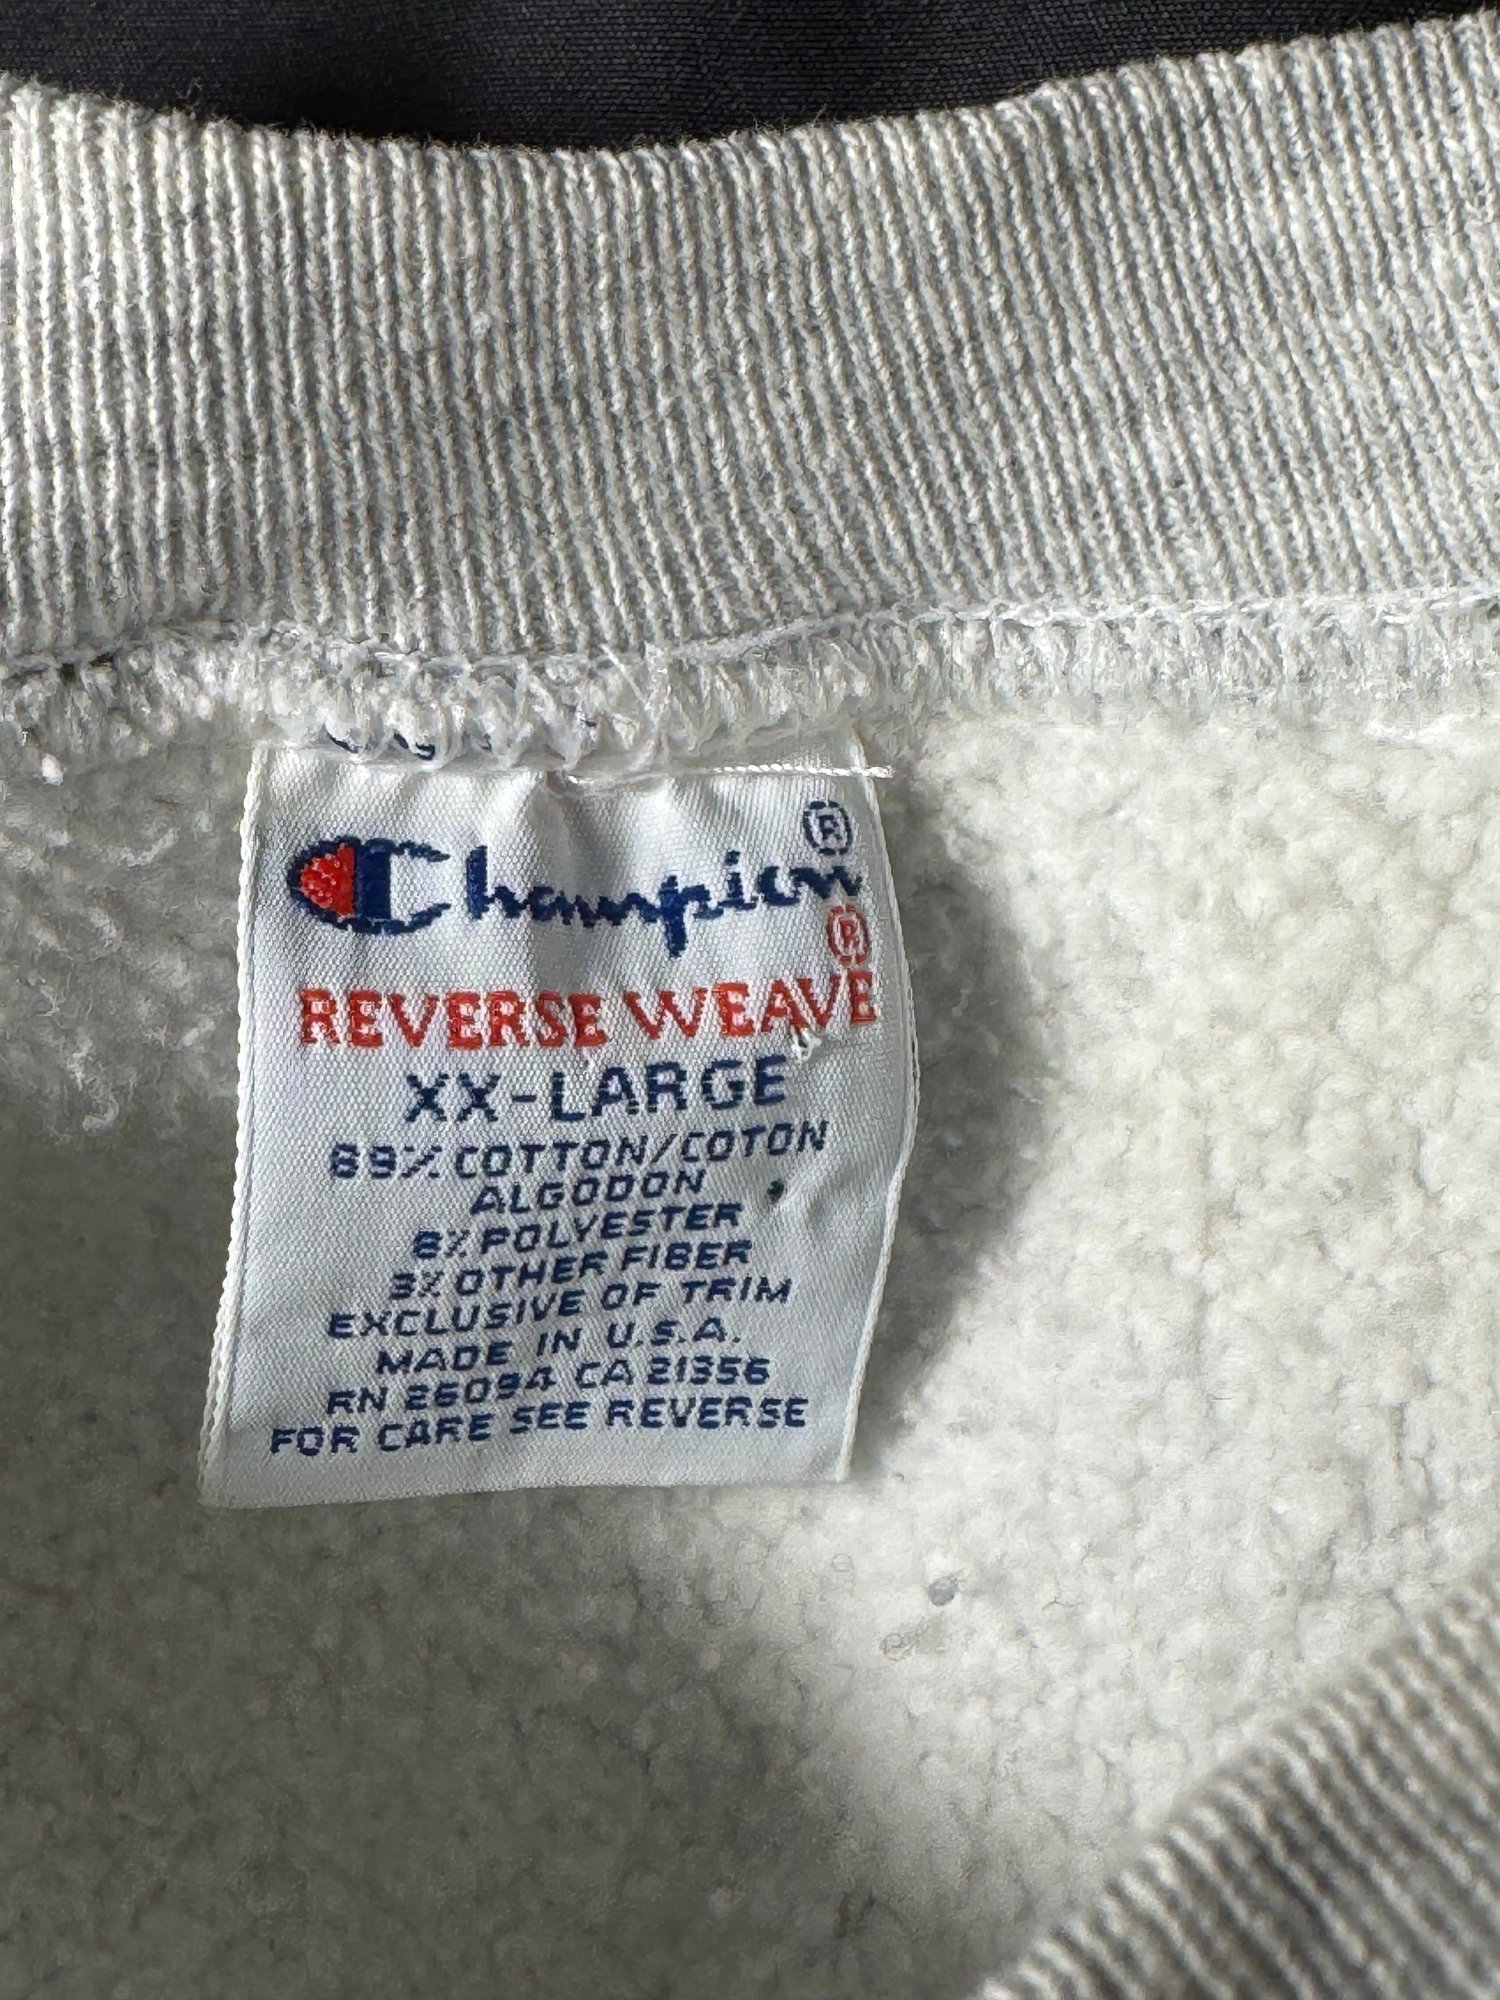 Champion®
REVERSE WEAVE®
XX-LARGE
89% COTTON/COTON
ALGODON
8% POLYESTER
3% OTHER FIBER
EXCLUSIVE OF TRIM
MADE IN U.S.A.
RN 26094 CA 21356
FOR CARE SEE REVERSE